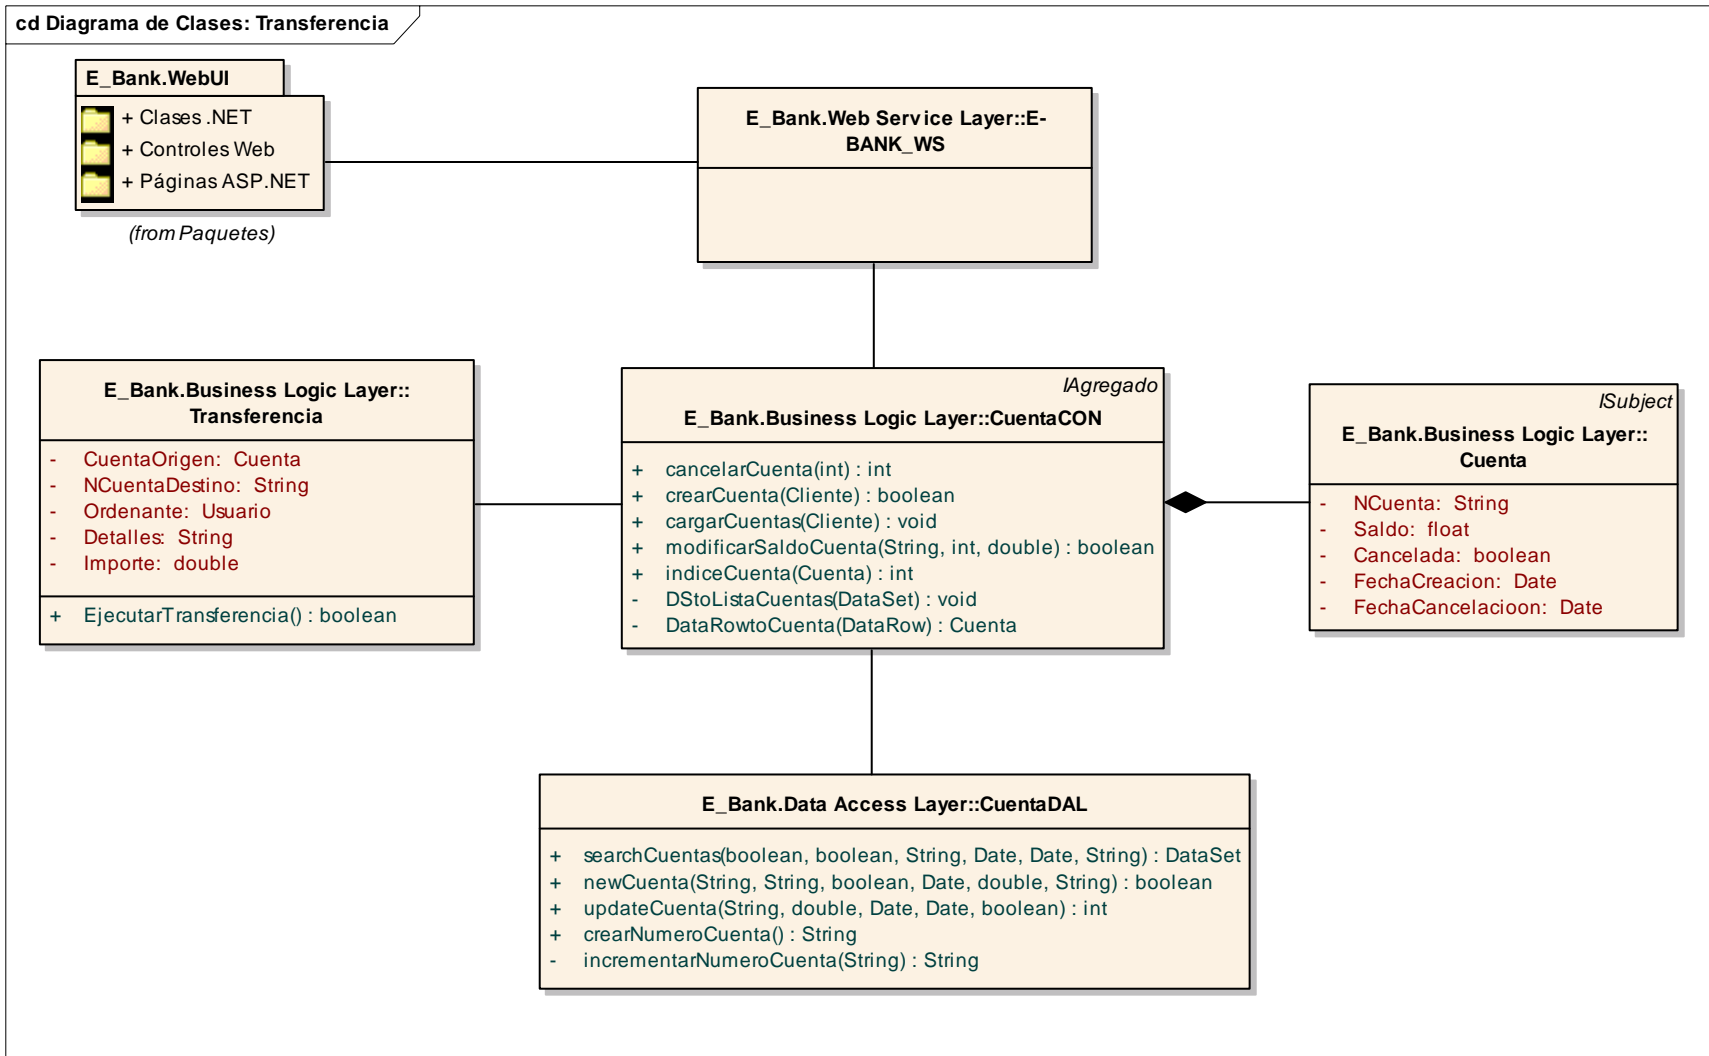 cd Diagrama de Clases: Transferencia
E_Bank.WebUI
+ Clases .NET
+ Controles Web
+ Páginas ASP.NET
(from Paquetes)
E_Bank.Web Service Layer::E-
BANK_WS
E_Bank.Business Logic Layer::
Transferencia
- CuentaOrigen: Cuenta
- NCuentaDestino: String
- Ordenante: Usuario
- Detalles: String
- Importe: double
+ EjecutarTransferencia() : boolean
IAgregado
E_Bank.Business Logic Layer::CuentaCON
+ cancelarCuenta(int) : int
+ crearCuenta(Cliente) : boolean
+ cargarCuentas(Cliente) : void
+ modificarSaldoCuenta(String, int, double) : boolean
+ indiceCuenta(Cuenta) : int
- DStoListaCuentas(DataSet) : void
- DataRowtoCuenta(DataRow) : Cuenta
ISubject
E_Bank.Business Logic Layer::
Cuenta
- NCuenta: String
- Saldo: float
- Cancelada: boolean
- FechaCreacion: Date
- FechaCancelacioon: Date
E_Bank.Data Access Layer::CuentaDAL
+ searchCuentas(boolean, boolean, String, Date, Date, String) : DataSet
+ newCuenta(String, String, boolean, Date, double, String) : boolean
+ updateCuenta(String, double, Date, Date, boolean) : int
+ crearNumeroCuenta() : String
- incrementarNumeroCuenta(String) : String